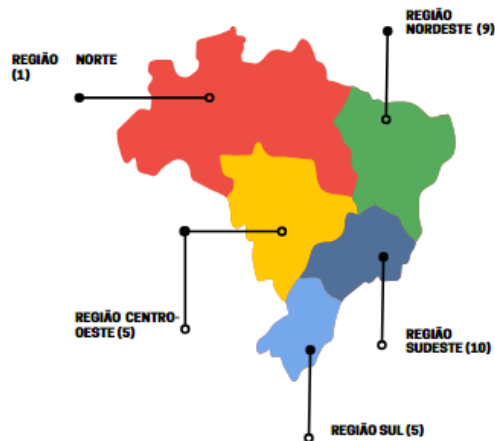 REGIÃO
NORDESTE (9)
REGIÃO NORTE
(1)
REGIÃO CENTRO-
OESTE (5)
REGIÃO
SUDESTE (10)
REGIÃO SUL (5)